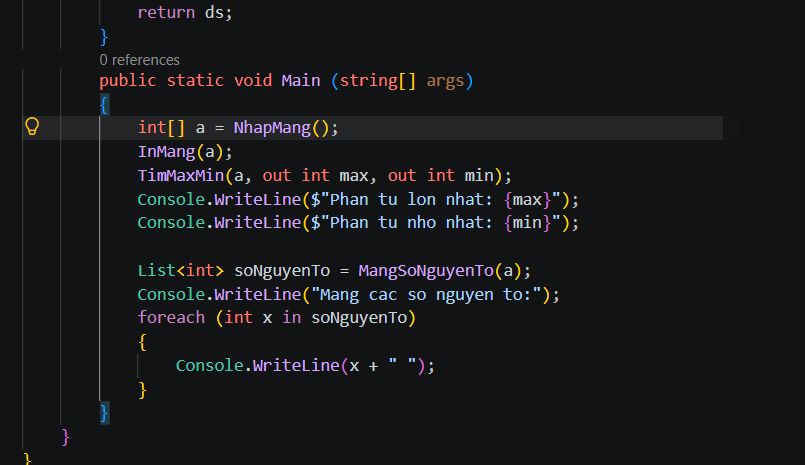 return ds;
}
0 references
public static void Main (string[] args)
{
int[] a = NhapMang();
InMang(a);
TimMaxMin(a, out int max, out int min);
Console.WriteLine($"Phan tu lon nhat: {max}");
Console.WriteLine($"Phan tu nho nhat: {min}");
List<int> soNguyenTo = MangSoNguyenTo(a);
Console.WriteLine("Mang cac so nguyen to:");
foreach (int x in soNguyenTo)
{
Console.WriteLine(x + " ");
}
}
}
}